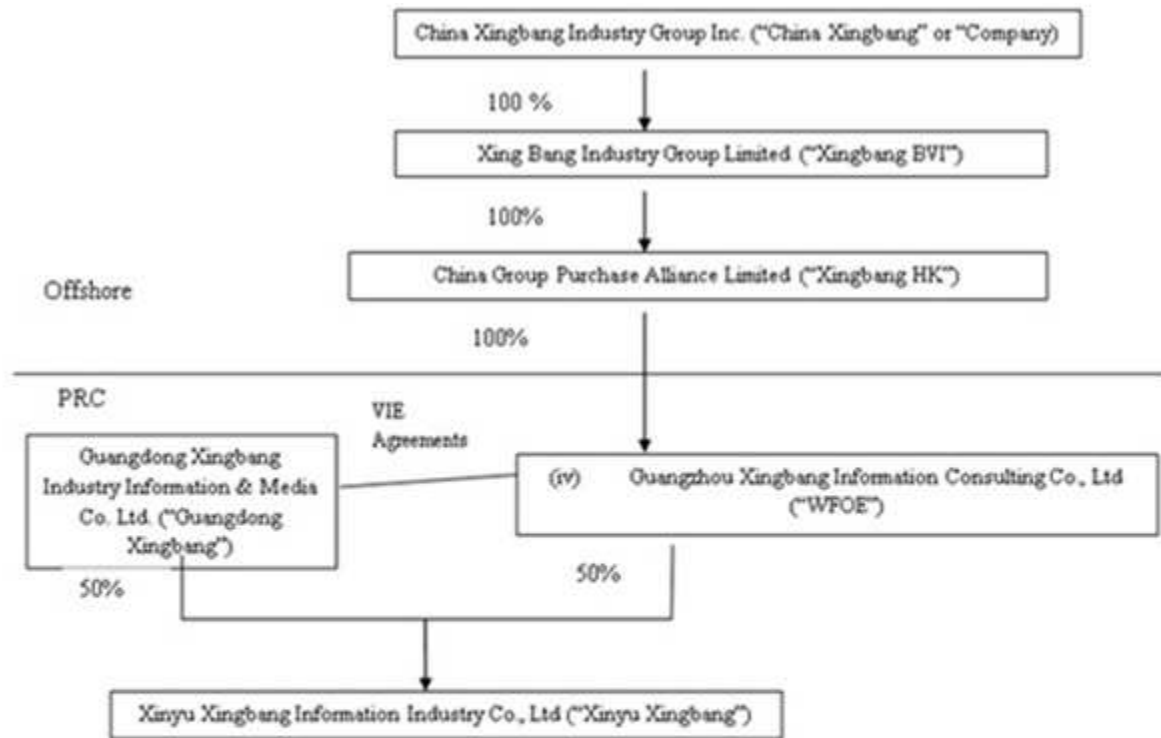 China Xingbang Industry Group Inc. (“China Xingbang” or “Company)
100 %
Xing Bang Industry Group Limited (“Xingbang BVI”)
100%
China Group Purchase Alliance Limited (“Xingbang HK”)
Offshore
100%
PRC
VIE
Agreements
Guangdong Xingbang
Industry Information & Media
Co. Ltd. (“Guangdong
Xingbang”)
(iv) Guangzhou Xingbang Information Consulting Co., Ltd
(“WFOE”)
50%
50%
Xinyu Xingbang Information Industry Co., Ltd (“Xinyu Xingbang”)